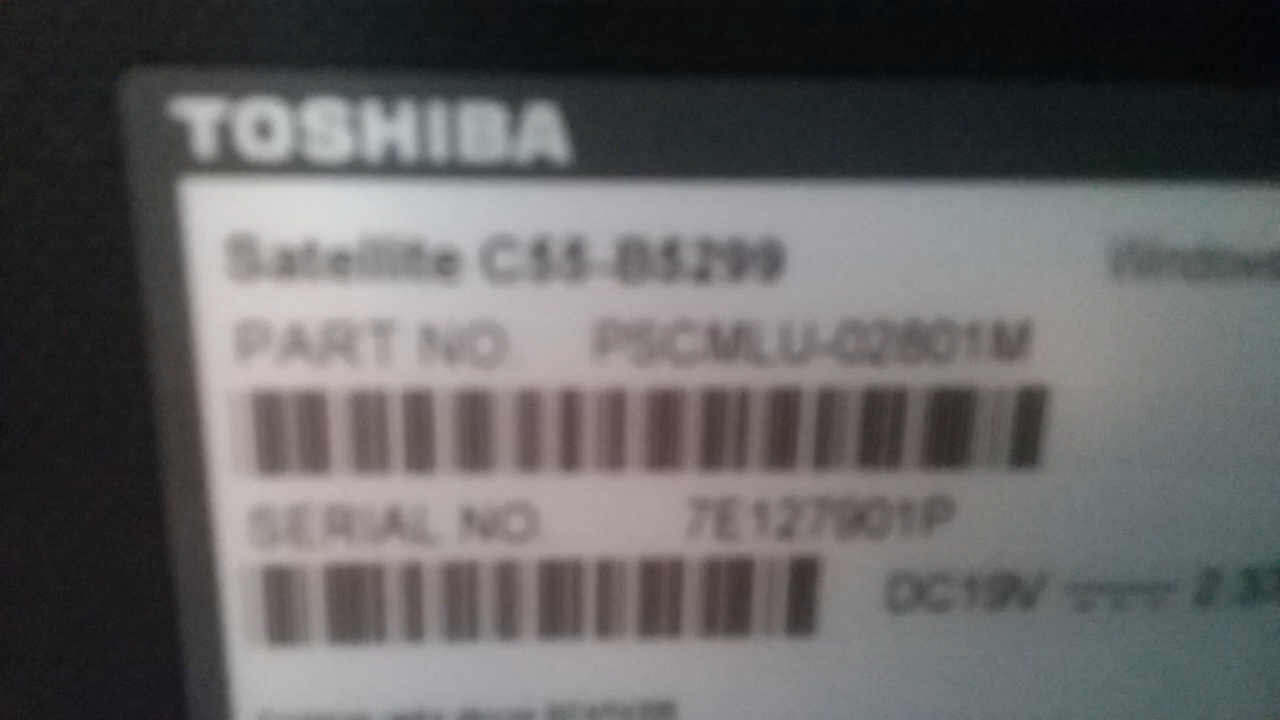 TOSHIBA
Satellite C55-B5299
PART NO. PSCMLU-02801M
SERIAL NO. 7E127901P
DC19V